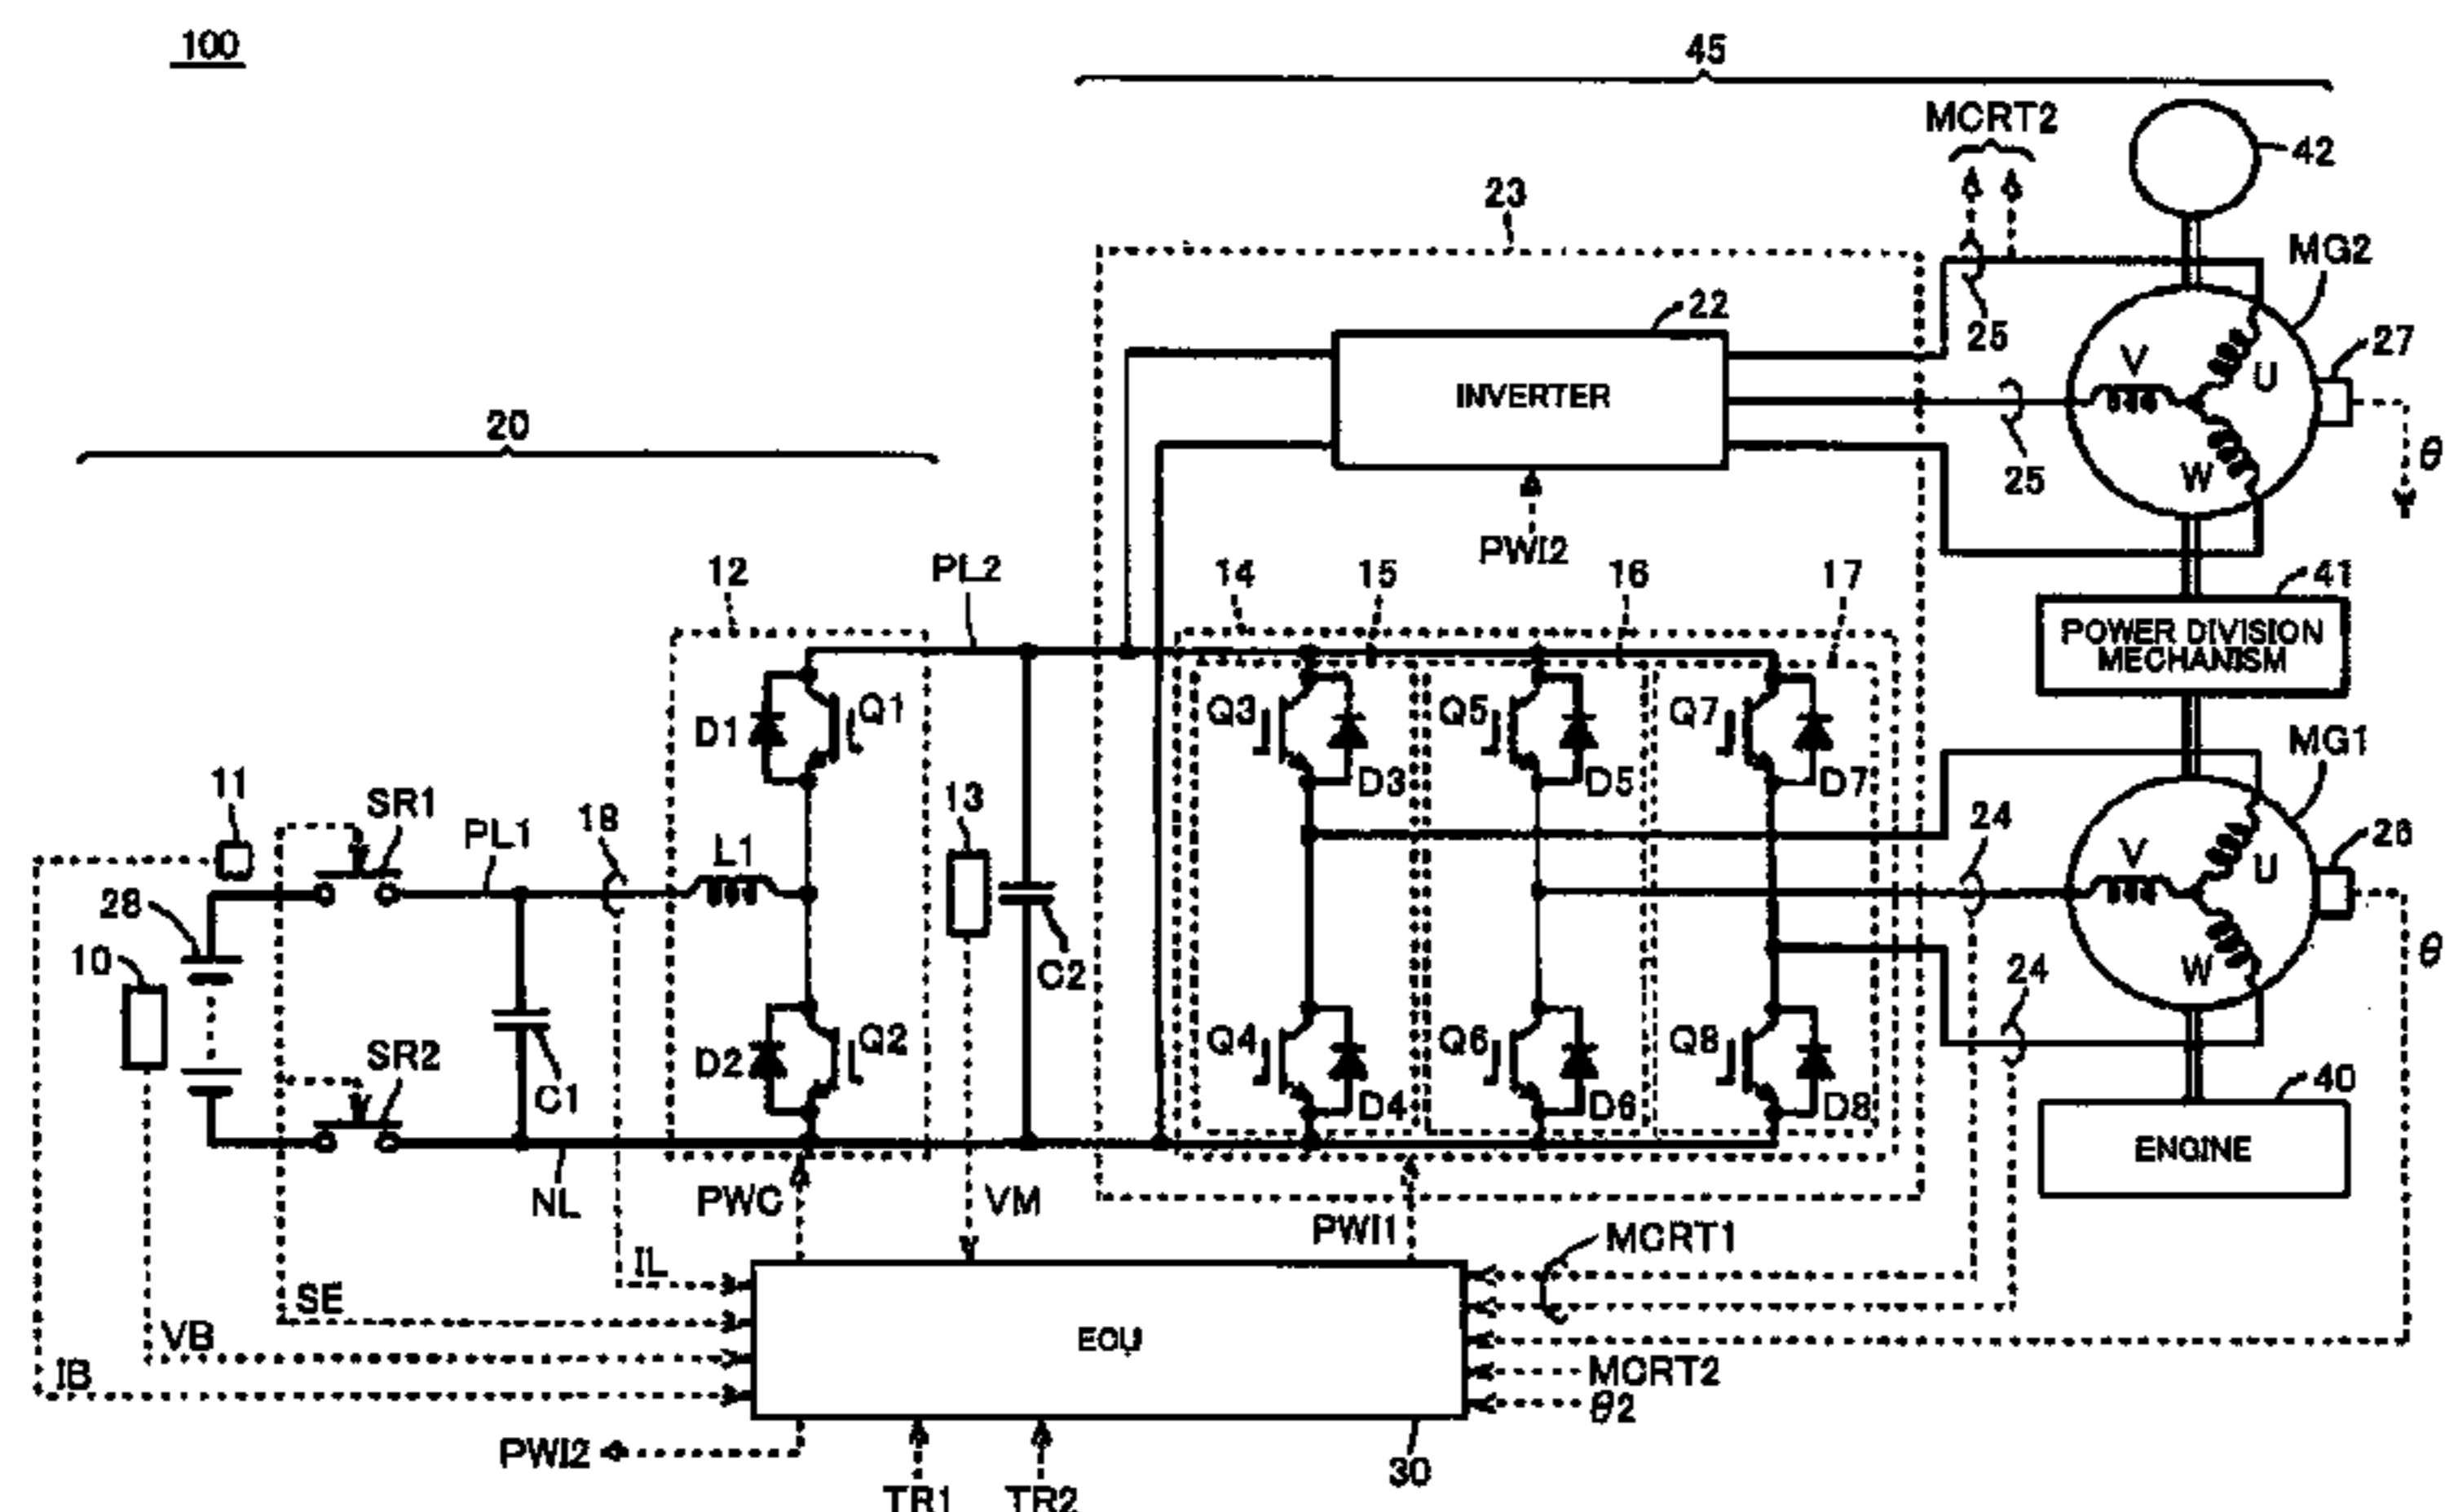 100
45
MCRT2
42
23
MG2
22
25
27
INVERTER
V
U
20
25
θ
W
PWI2
12
PL2
14
15
16
17
41
POWER DIVISION
MECHANISM
D1
Q1
Q3
Q5
Q7
MG1
11
SR1
13
D3
D5
D7
PL1
18
L1
24
26
V
U
28
10
C2
24
θ
W
SR2
C1
D2
Q2
Q4
Q6
Q8
40
D4
D6
D8
ENGINE
NL
PWC
VM
PWI1
MCRT1
IL
SE
VB
ECU
IB
MCRT2
θ2
PWI2
30
TR1
TR2